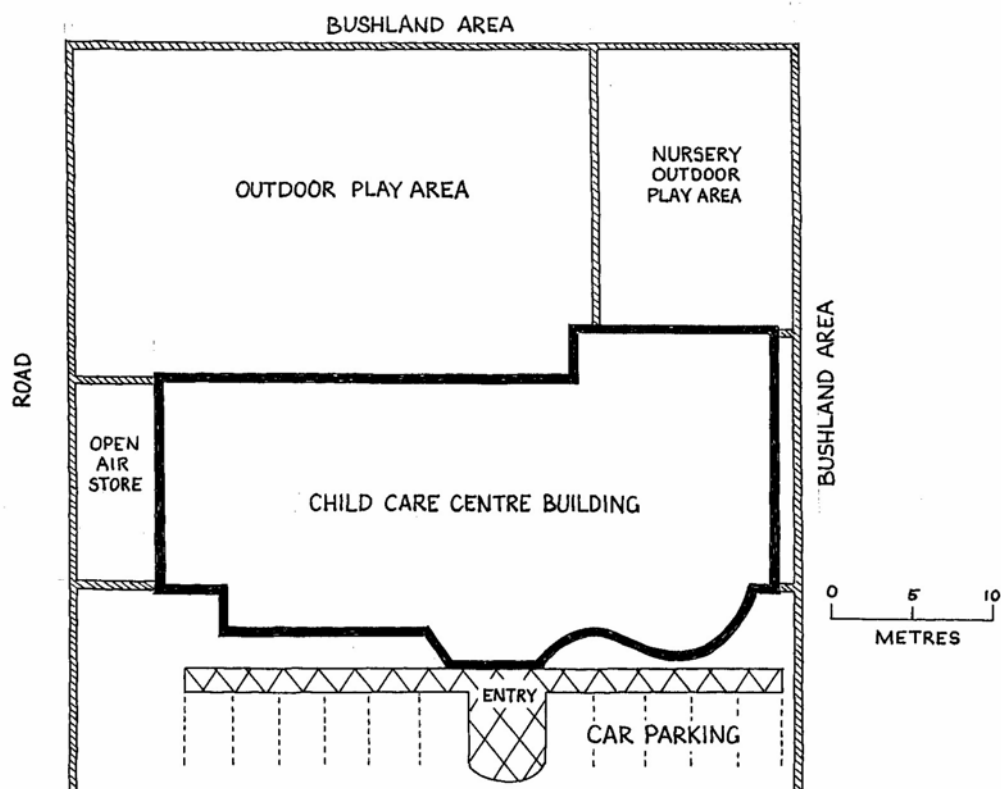 BUSHLAND AREA
OUTDOOR PLAY AREA
NURSERY
OUTDOOR
PLAY AREA
ROAD
BUSHLAND AREA
OPEN
AIR
STORE
CHILD CARE CENTRE BUILDING
0 5 10
METRES
ENTRY
CAR PARKING